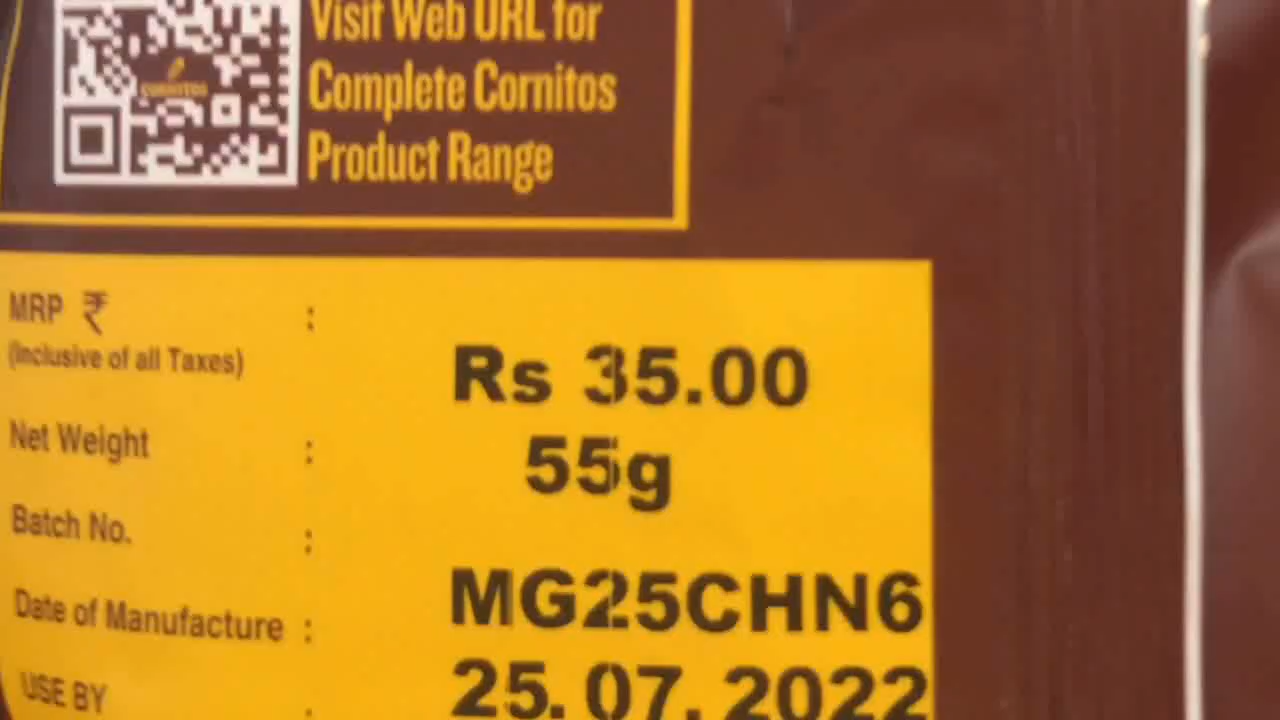 Visit Web URL for
Complete Cornitos
Product Range
CORNITOS
MRP ₹ :
(Inclusive of all Taxes)
Rs 35.00
Net Weight :
55g
Batch No. :
MG25CHN6
Date of Manufacture :
25.07.2022
USE BY :